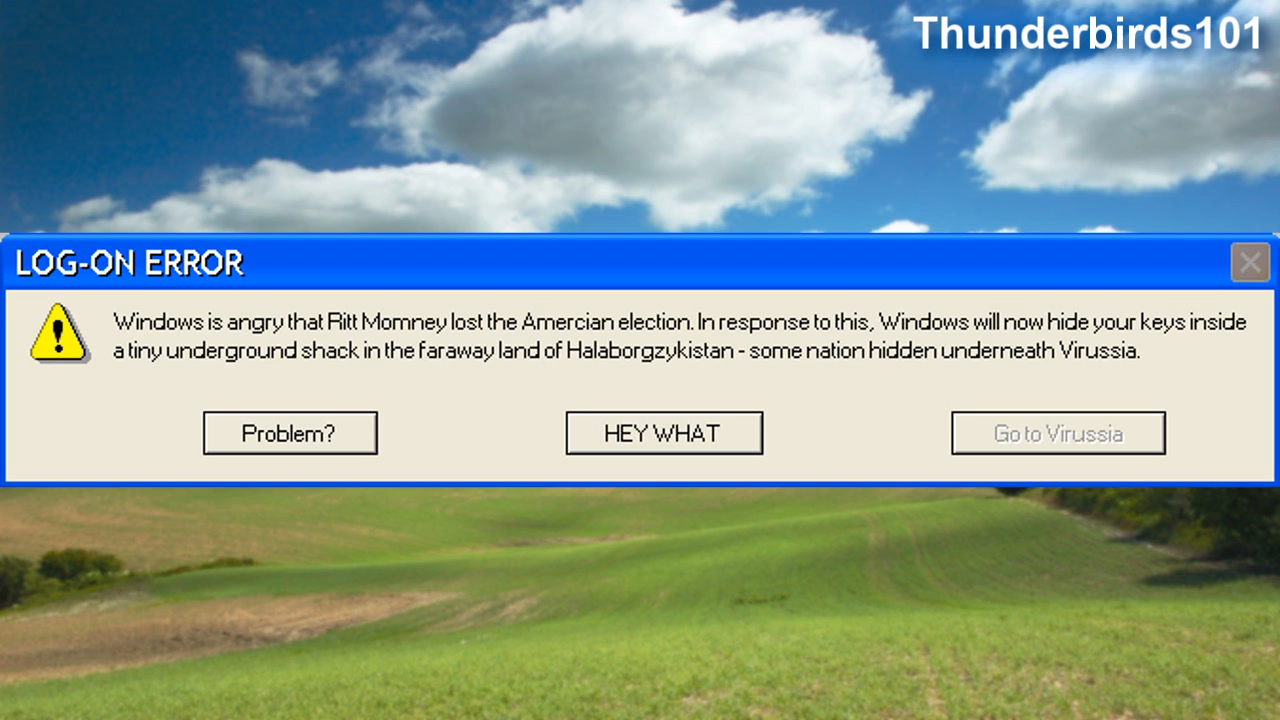 Thunderbirds101
LOG-ON ERROR
Windows is angry that Ritt Momney lost the Amercian election. In response to this, Windows will now hide your keys inside
a tiny underground shack in the faraway land of Halaborgzykistan - some nation hidden underneath Virussia.
Problem?
HEY WHAT
Go to Virussia